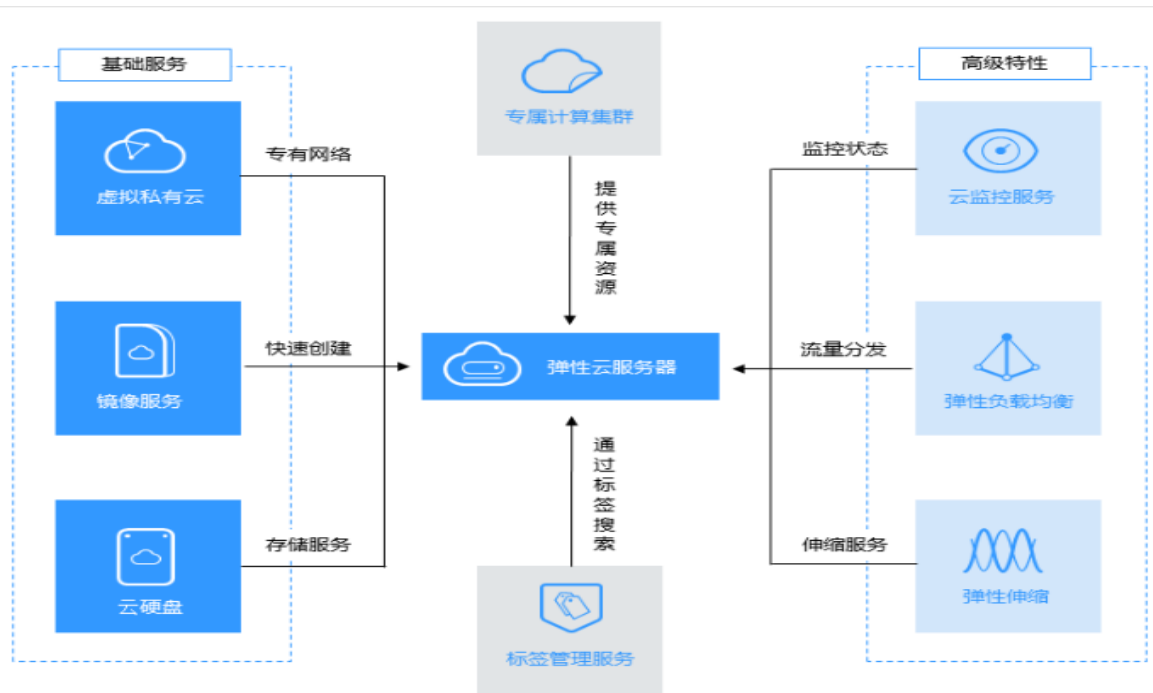 基础服务
虚拟私有云
专有网络
镜像服务
快速创建
云硬盘
存储服务
专属计算集群
提供专属资源
弹性云服务器
通过标签搜索
标签管理服务
高级特性
监控状态
云监控服务
流量分发
弹性负载均衡
伸缩服务
弹性伸缩